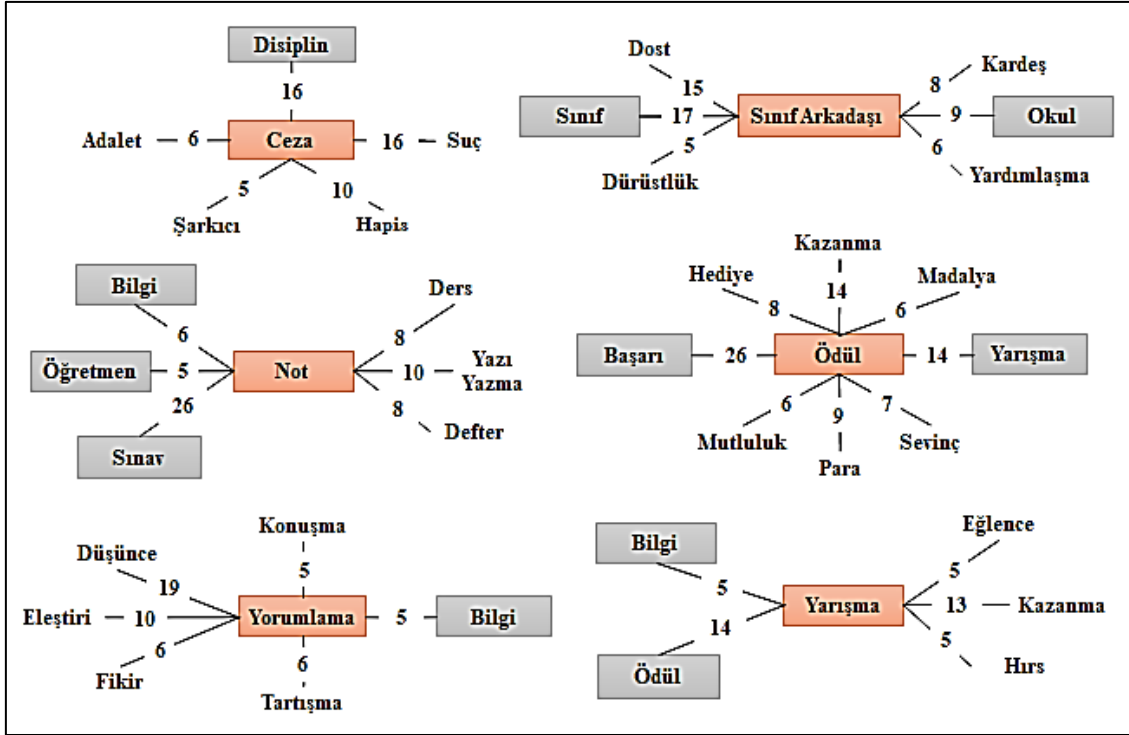 Disiplin
16
Adalet
6
Ceza
16
Suç
5
10
Şarkıcı
Hapis
Dost
15
Sınıf
17
5
Dürüstlük
Sınıf Arkadaşı
8
Kardeş
9
Okul
6
Yardımlaşma
Bilgi
6
Öğretmen
5
26
Sınav
Not
Ders
8
10
Yazı
Yazma
8
Defter
Kazanma
14
Hediye
8
Madalya
6
Başarı
26
Ödül
14
Yarışma
6
Mutluluk
9
Para
7
Sevinç
Konuşma
5
Düşünce
19
Eleştiri
10
6
Fikir
Yorumlama
5
Bilgi
6
Tartışma
Bilgi
5
14
Ödül
Yarışma
Eğlence
5
13
Kazanma
5
Hırs